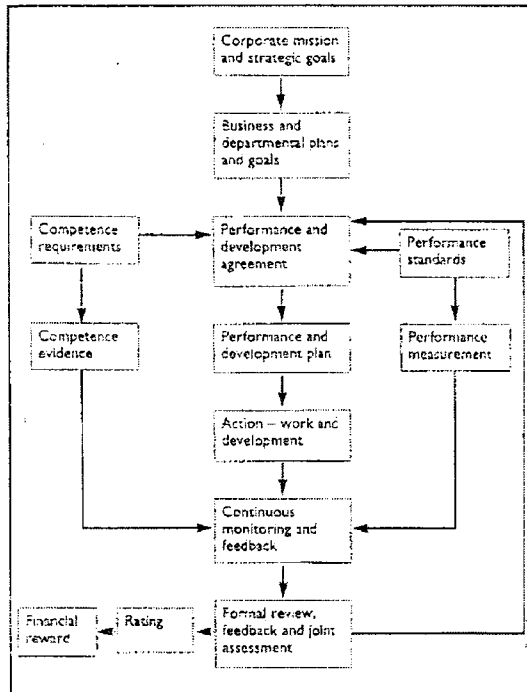 Corporate mission
and strategic goals
Business and
departmental plans
and goals
Competence
requirements
Performance and
development
agreement
Performance
standards
Competence
evidence
Performance and
development plan
Performance
measurement
Action – work and
development
Continuous
monitoring and
feedback
Financial
reward
Rating
Formal review,
feedback and joint
assessment